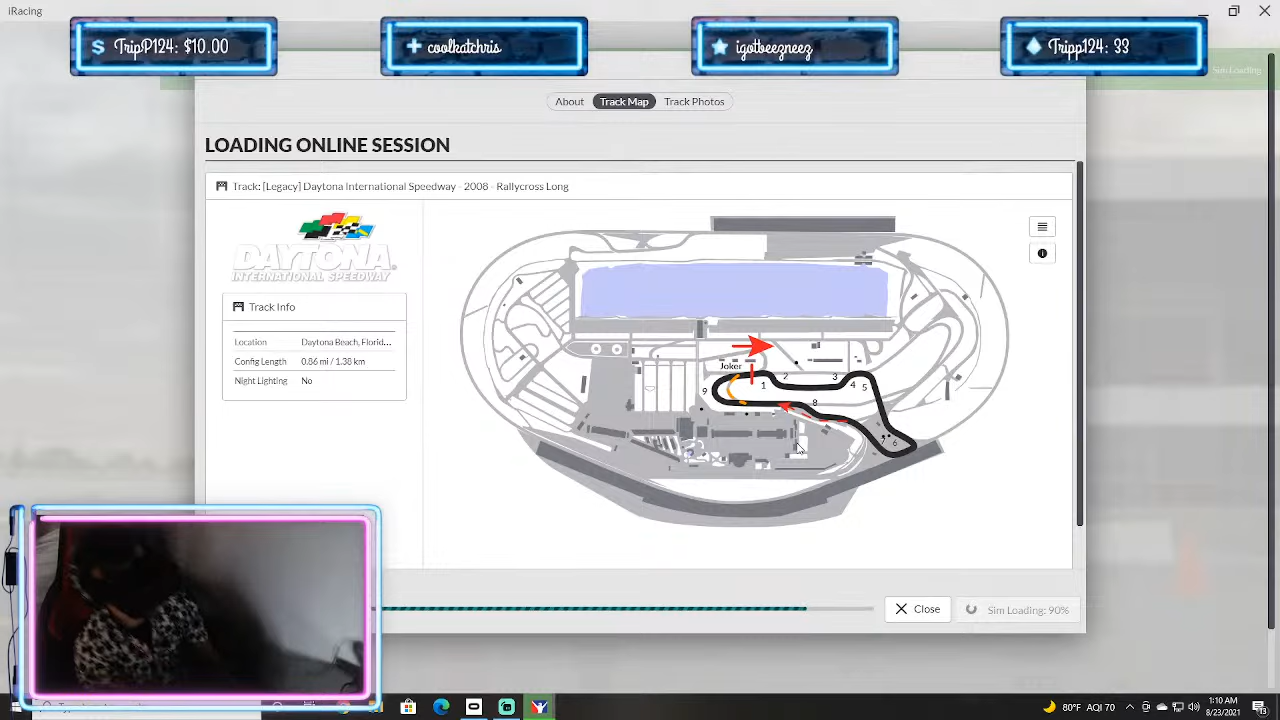 iRacing
TripP124: $10.00
coolkatchris
igotbeezneez
Tripp124: 33
Sim Loading
About
Track Map
Track Photos
LOADING ONLINE SESSION
Track: [Legacy] Daytona International Speedway - 2008 - Rallycross Long
DAYTONA
INTERNATIONAL SPEEDWAY
Track Info
Location Daytona Beach, Florid...
Config Length 0.86 mi / 1.38 km
Night Lighting No
Joker
1
2
3
4
5
6
7
8
9
Close
Sim Loading: 90%
80°F AQI 70
1:10 AM
8/23/2021